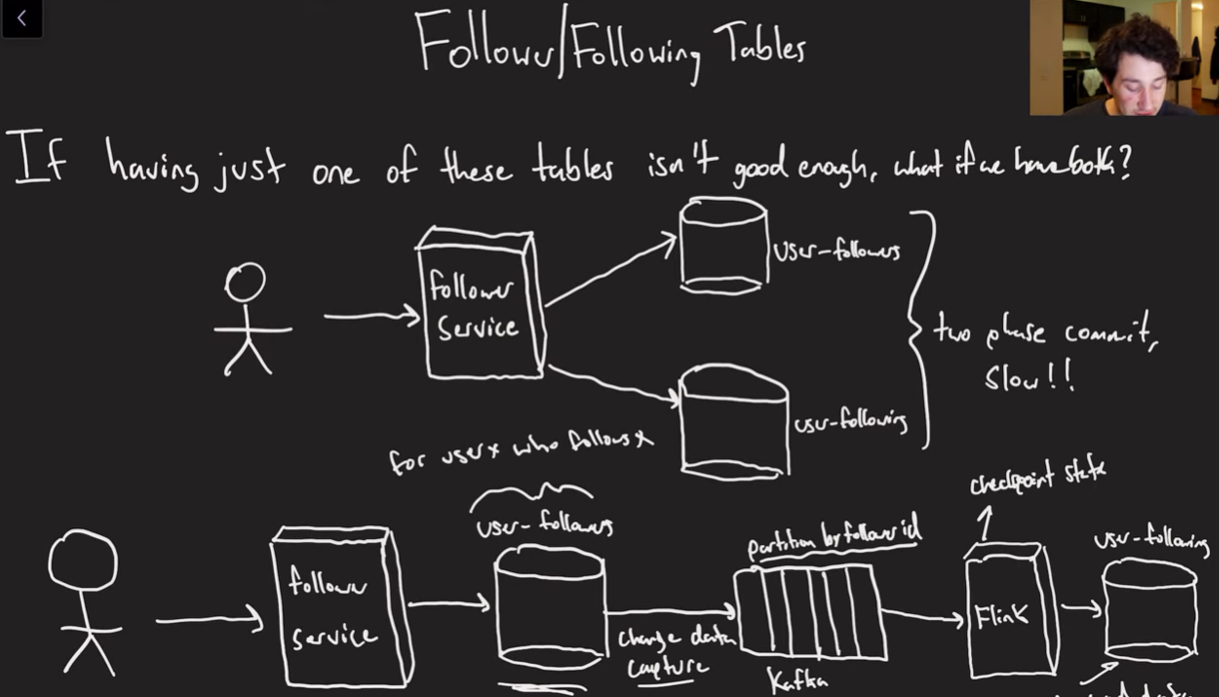 Follower/Following Tables
If having just one of these tables isn't good enough, what if we have both?
follower
service
user-followers
user-following
two phase commit,
slow!!
for user x who follows x
checkpoint state
user-followers
partition by follower id
user-following
follower
service
Flink
change data
capture
Kafka
data